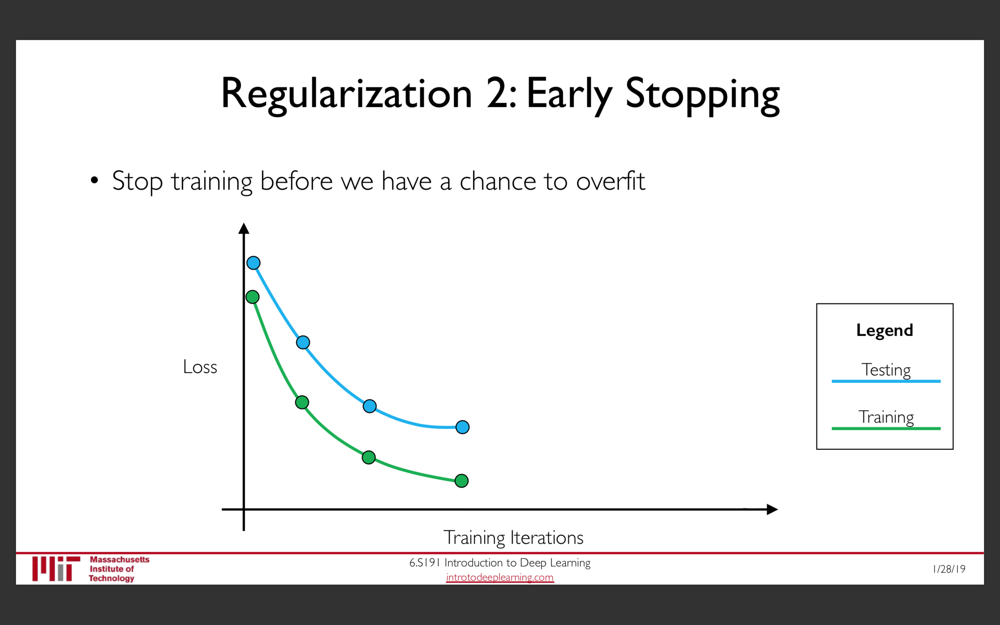 Regularization 2: Early Stopping
• Stop training before we have a chance to overfit
Loss
Legend
Testing
Training
Training Iterations
Massachusetts
Institute of
Technology
6.S191 Introduction to Deep Learning
introtodeeplearning.com
1/28/19